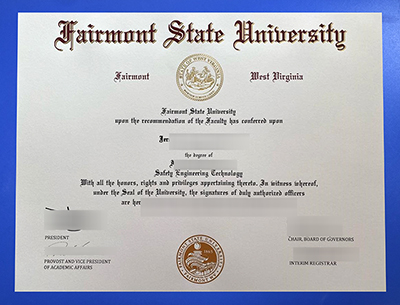 Fairmont State University
Fairmont West Virginia
Fairmont State University
upon the recommendation of the Faculty has conferred upon
the degree of
Safety Engineering Technology
With all the honors, rights and privileges appertaining thereto. In witness whereof,
under the Seal of the University, the signatures of duly authorized officers
are her
PRESIDENT
CHAIR, BOARD OF GOVERNORS
PROVOST AND VICE PRESIDENT
OF ACADEMIC AFFAIRS
INTERIM REGISTRAR